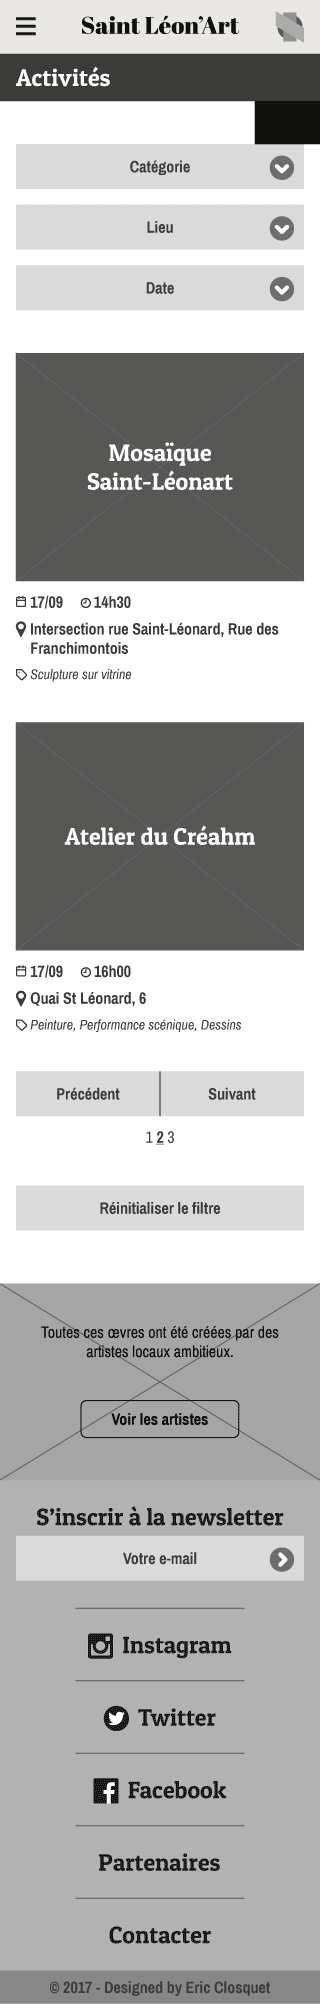 Saint Léon’Art
Activités
Catégorie
Lieu
Date
Mosaïque
Saint-Léonart
17/09 14h30
Intersection rue Saint-Léonard, Rue des
Franchimontois
Sculpture sur vitrine
Atelier du Créahm
17/09 16h00
Quai St Léonard, 6
Peinture, Performance scénique, Dessins
Précédent Suivant
1 2 3
Réinitialiser le filtre
Toutes ces œvres ont été créées par des
artistes locaux ambitieux.
Voir les artistes
S’inscrir à la newsletter
Votre e-mail
Instagram
Twitter
Facebook
Partenaires
Contacter
© 2017 - Designed by Eric Closquet